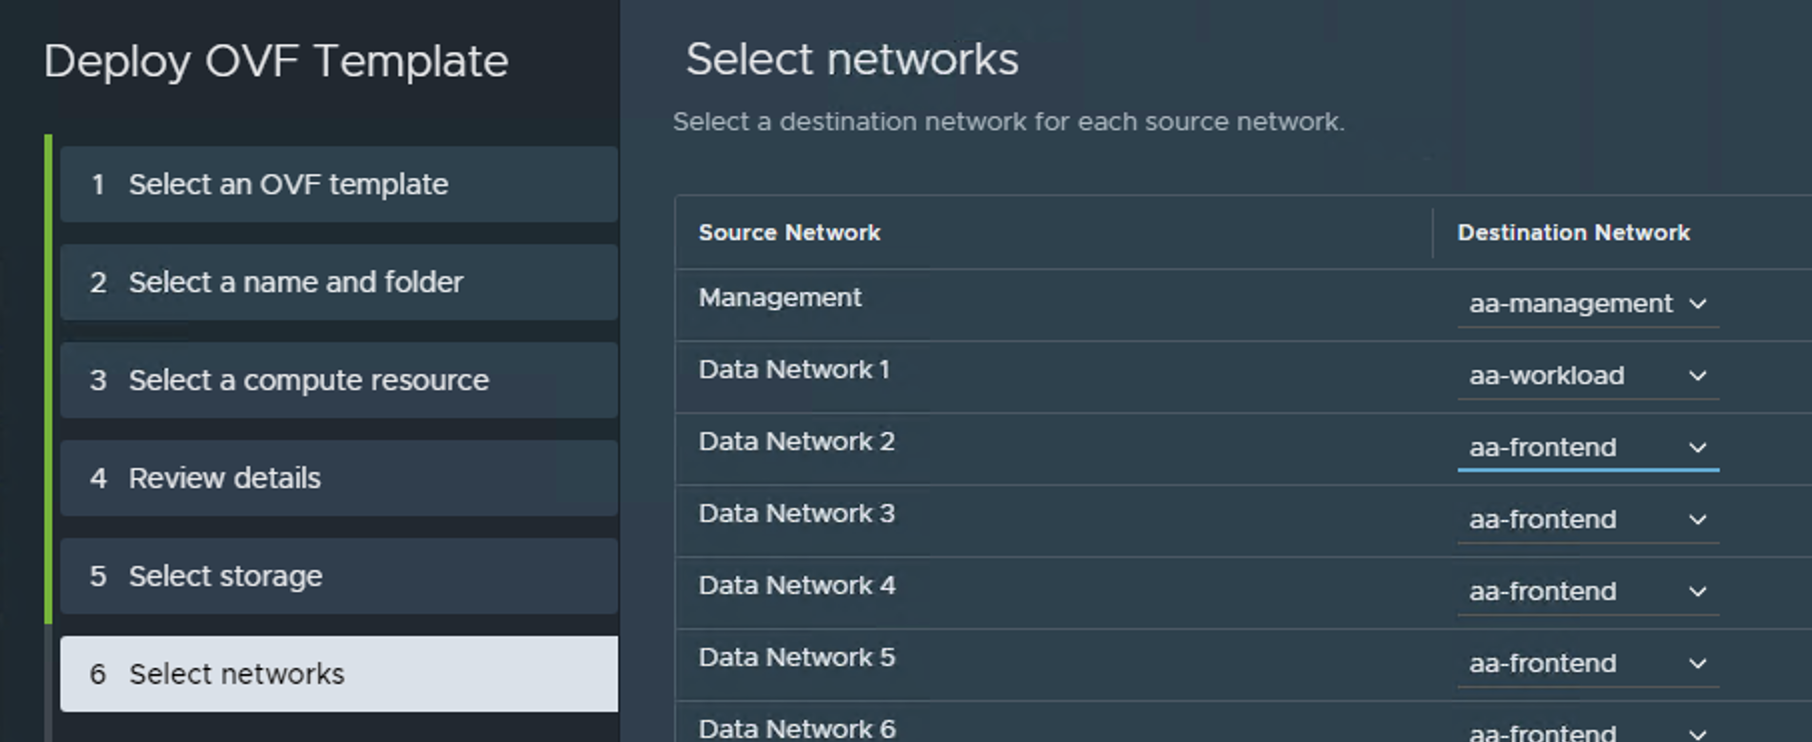 Deploy OVF Template
1 Select an OVF template
2 Select a name and folder
3 Select a compute resource
4 Review details
5 Select storage
6 Select networks
Select networks
Select a destination network for each source network.
Source Network Destination Network
Management aa-management
Data Network 1 aa-workload
Data Network 2 aa-frontend
Data Network 3 aa-frontend
Data Network 4 aa-frontend
Data Network 5 aa-frontend
Data Network 6 aa-frontend